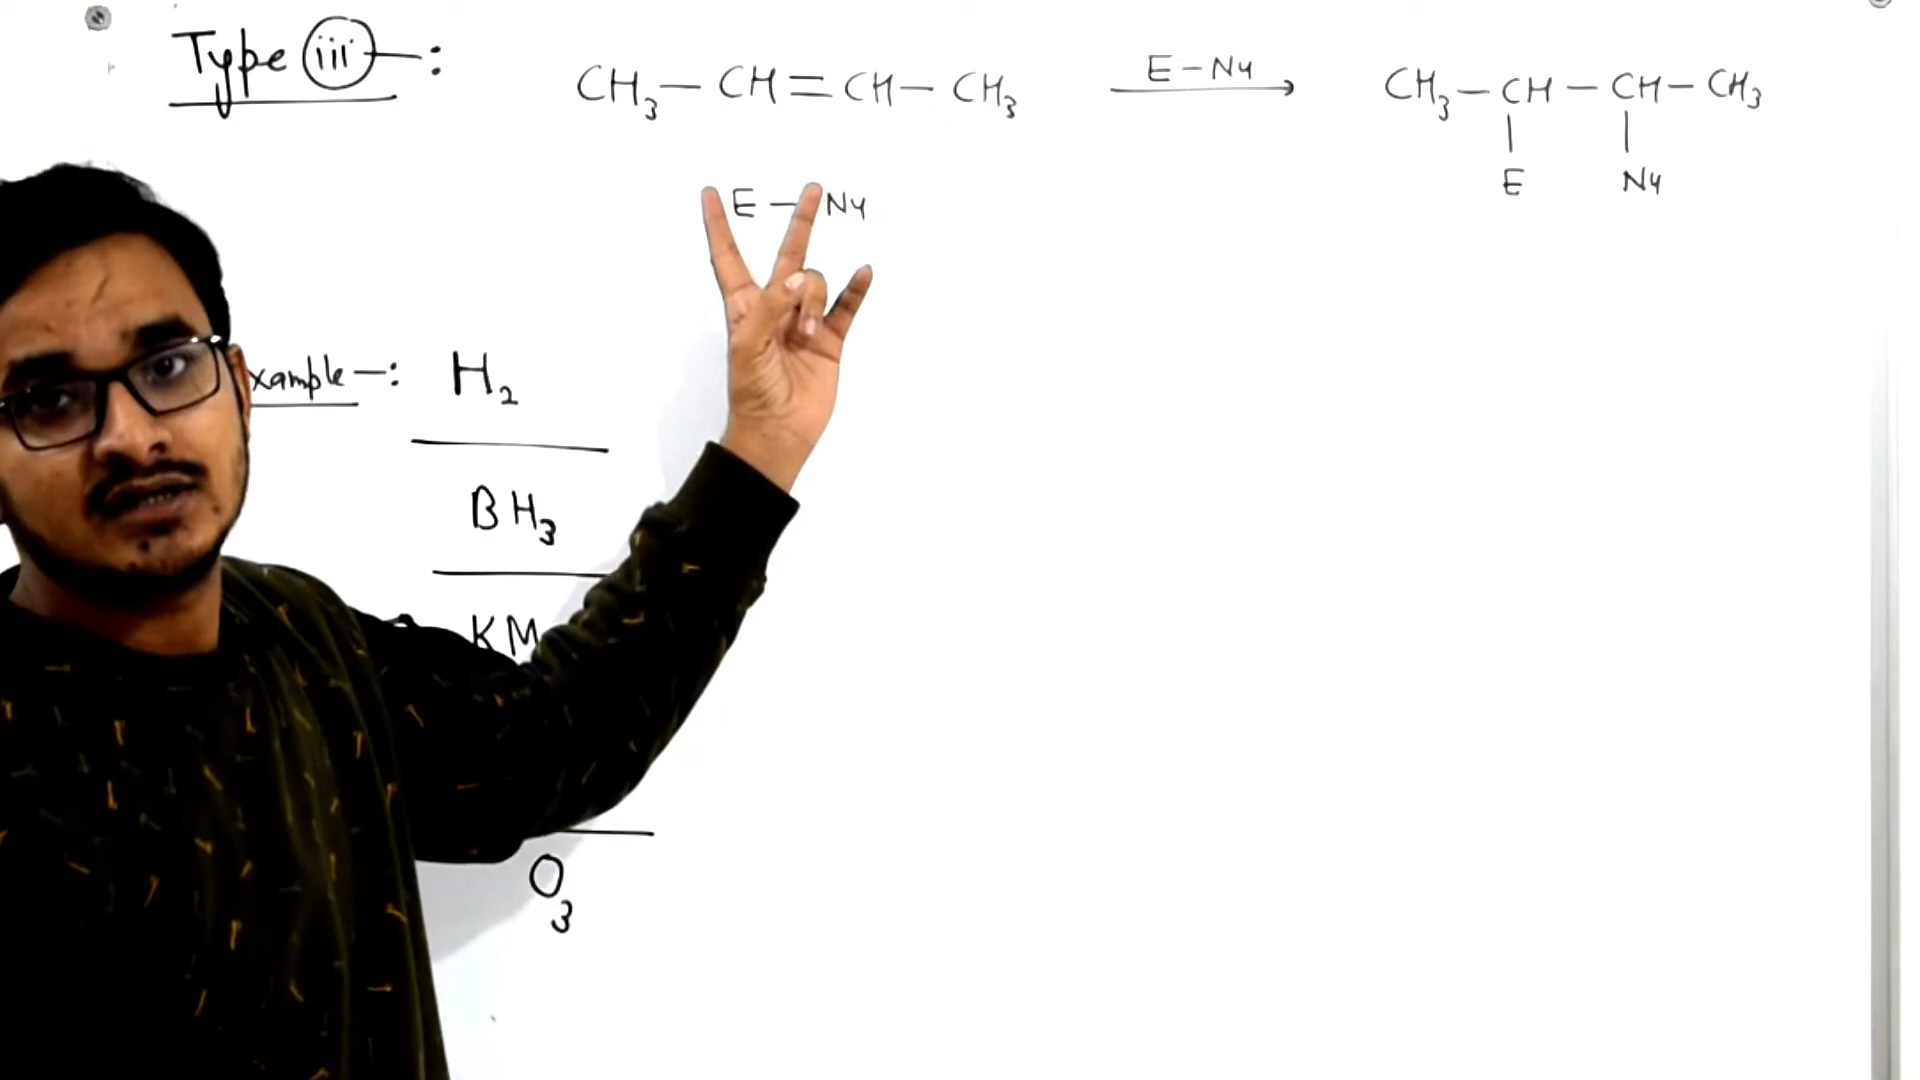 Type (iii) -:
CH3 - CH = CH - CH3 E - Nu → CH3 - CH - CH - CH3
E Nu
E - Nu
xample -: H2
BH3
KM
O3